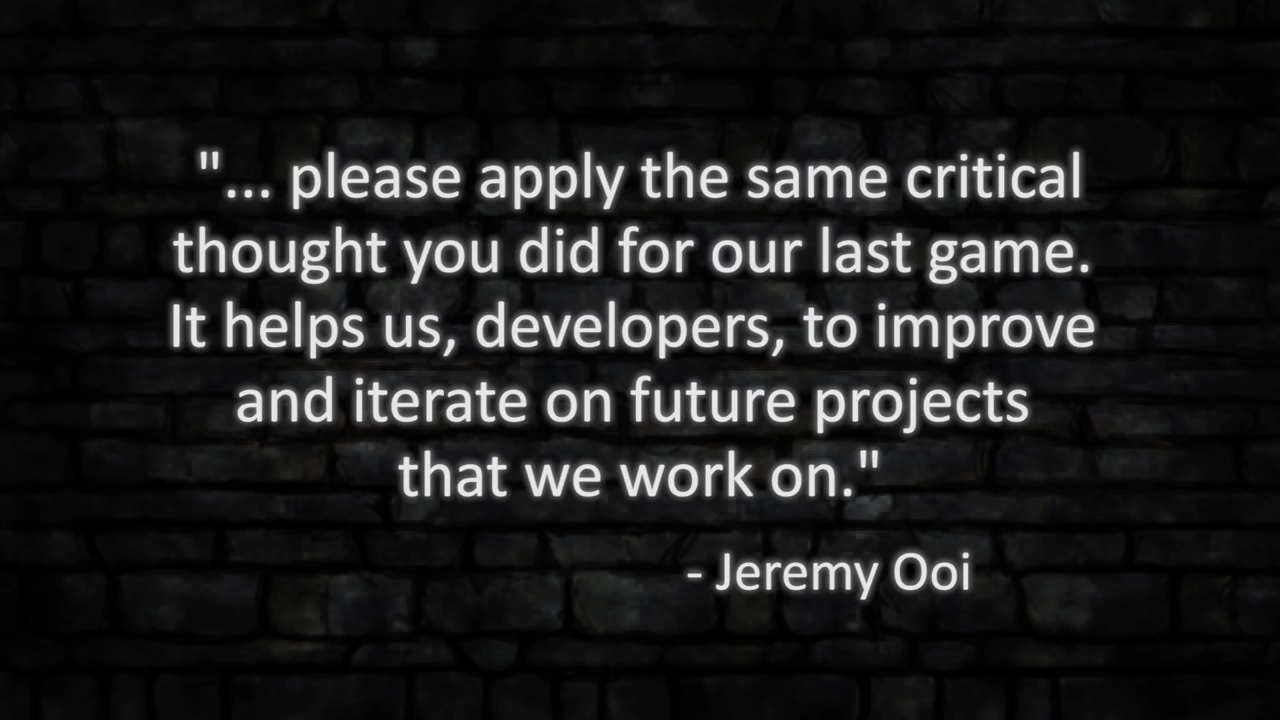 "... please apply the same critical
thought you did for our last game.
It helps us, developers, to improve
and iterate on future projects
that we work on."
- Jeremy Ooi